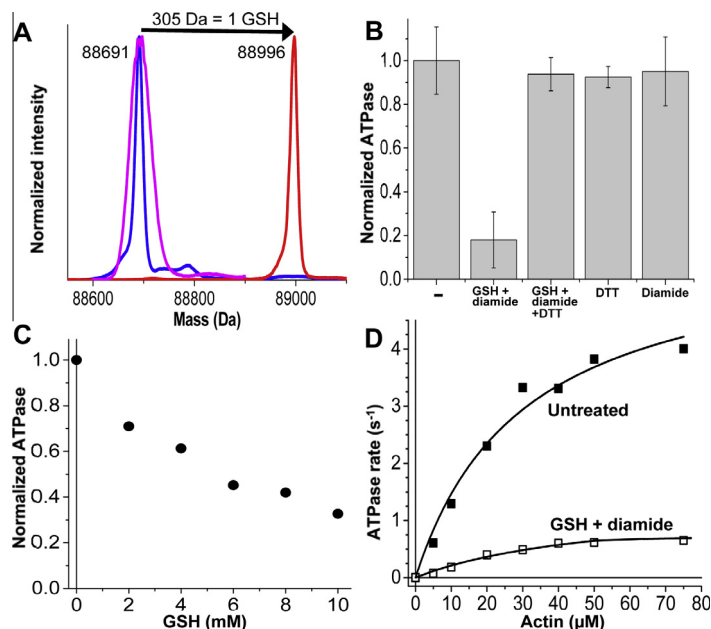 A
305 Da = 1 GSH
88691
88996
Normalized intensity
88600
88800
89000
Mass (Da)
B
Normalized ATPase
1.0
0.8
0.6
0.4
0.2
0.0
-
GSH +
diamide
GSH +
diamide
+DTT
DTT
Diamide
C
Normalized ATPase
1.0
0.8
0.6
0.4
0.2
0.0
0
2
4
6
8
10
GSH (mM)
D
ATPase rate (s-1)
4
3
2
1
0
Untreated
GSH + diamide
0
10
20
30
40
50
60
70
80
Actin (µM)